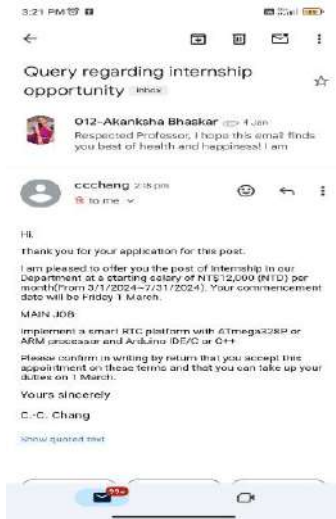 3:21 PM
←
Query regarding internship
opportunity Inbox
012-Akanksha Bhaskar 4 Jan
Respected Professor, I hope this email finds
you best of health and happiness! I am
cccheng 2:18 pm
to me
Hi.
Thank you for your application for this post.
I am pleased to offer you the post of Internship in our
Department at a starting salary of NT$12,000 (NTD) per
month(From 3/1/2024~7/31/2024). Your commencement
date will be Friday 1 March.
MAIN JOB
Implement a smart RTC platform with ATmega328P or
ARM processor and Arduino IDE/C or C++
Please confirm in writing by return that you accept this
appointment on these terms and that you can take up your
duties on 1 March.
Yours sincerely
C.-C. Chang
Show quoted text
99+